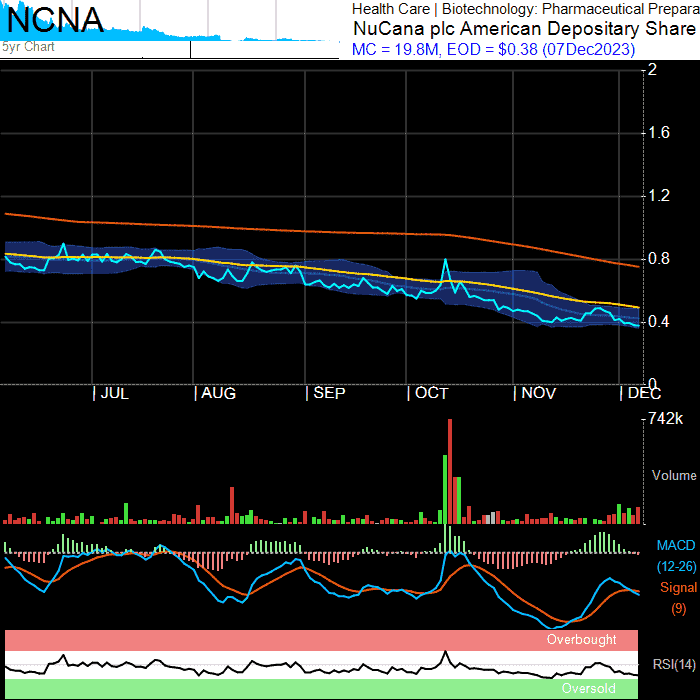 NCNA
5yr Chart
Health Care | Biotechnology: Pharmaceutical Prepara
NuCana plc American Depositary Share
MC = 19.8M, EOD = $0.38 (07Dec2023)
2
1.6
1.2
0.8
0.4
0
| JUL | AUG | SEP | OCT | NOV | DEC
742k
Volume
MACD
(12-26)
Signal
(9)
Overbought
RSI(14)
Oversold